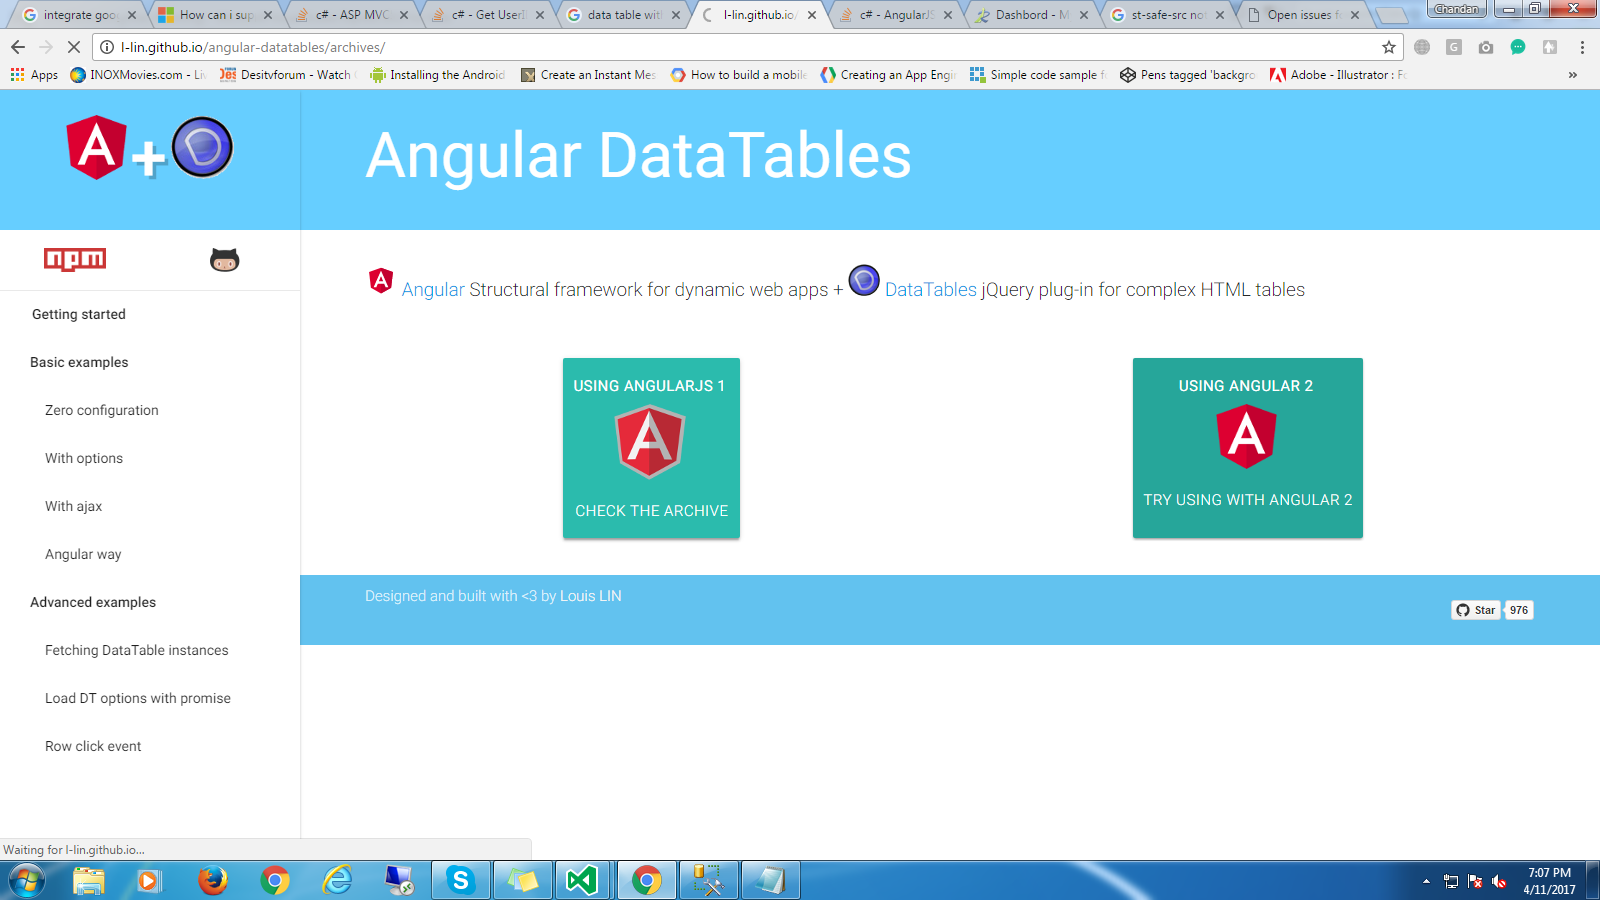 integrate goo
How can i sup
c# - ASP MVC
c# - Get UserI
data table with
l-lin.github.io/
c# - AngularJS
Dashbord - M
st-safe-src no
Open issues f
Chandan
l-lin.github.io/angular-datatables/archives/
Apps
INOXMovies.com - Li
Desitvforum - Watch
Installing the Android
Create an Instant Mes
How to build a mobile
Creating an App Engi
Simple code sample f
Pens tagged 'backgro
Adobe - Illustrator : F
Angular DataTables
npm
Getting started
Basic examples
Zero configuration
With options
With ajax
Angular way
Advanced examples
Fetching DataTable instances
Load DT options with promise
Row click event
Angular Structural framework for dynamic web apps + DataTables jQuery plug-in for complex HTML tables
USING ANGULARJS 1
CHECK THE ARCHIVE
USING ANGULAR 2
TRY USING WITH ANGULAR 2
Designed and built with <3 by Louis LIN
Star 976
Waiting for l-lin.github.io...
7:07 PM
4/11/2017